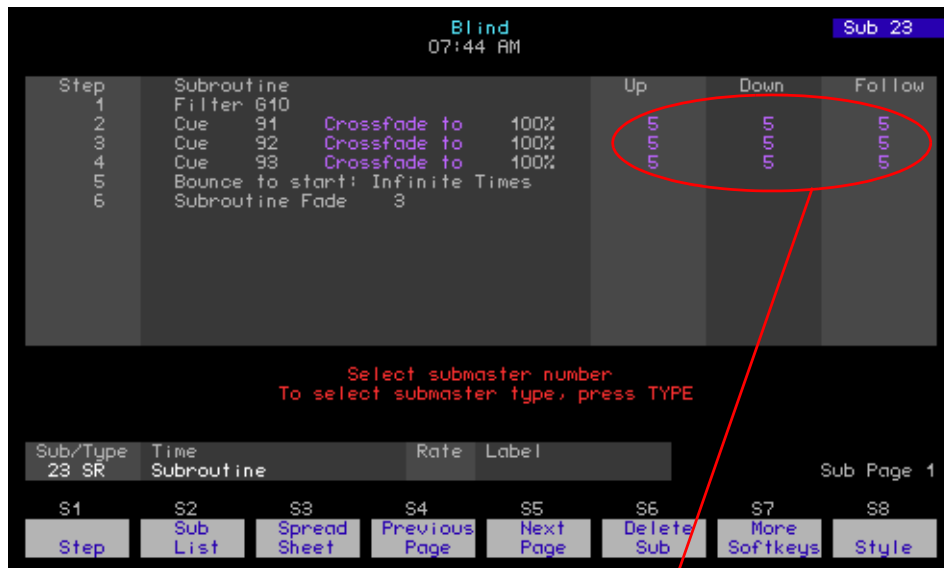 Blind
Sub 23
07:44 AM
Step Subroutine Up Down Follow
1 Filter G10
2 Cue 91 Crossfade to 100% 5 5 5
3 Cue 92 Crossfade to 100% 5 5 5
4 Cue 93 Crossfade to 100% 5 5 5
5 Bounce to start: Infinite Times
6 Subroutine Fade 3
Select submaster number
To select submaster type, press TYPE
Sub/Type Time Rate Label
23 SR Subroutine Sub Page 1
S1 S2 S3 S4 S5 S6 S7 S8
Sub Spread Previous Next Delete More
Step List Sheet Page Page Sub Softkeys Style